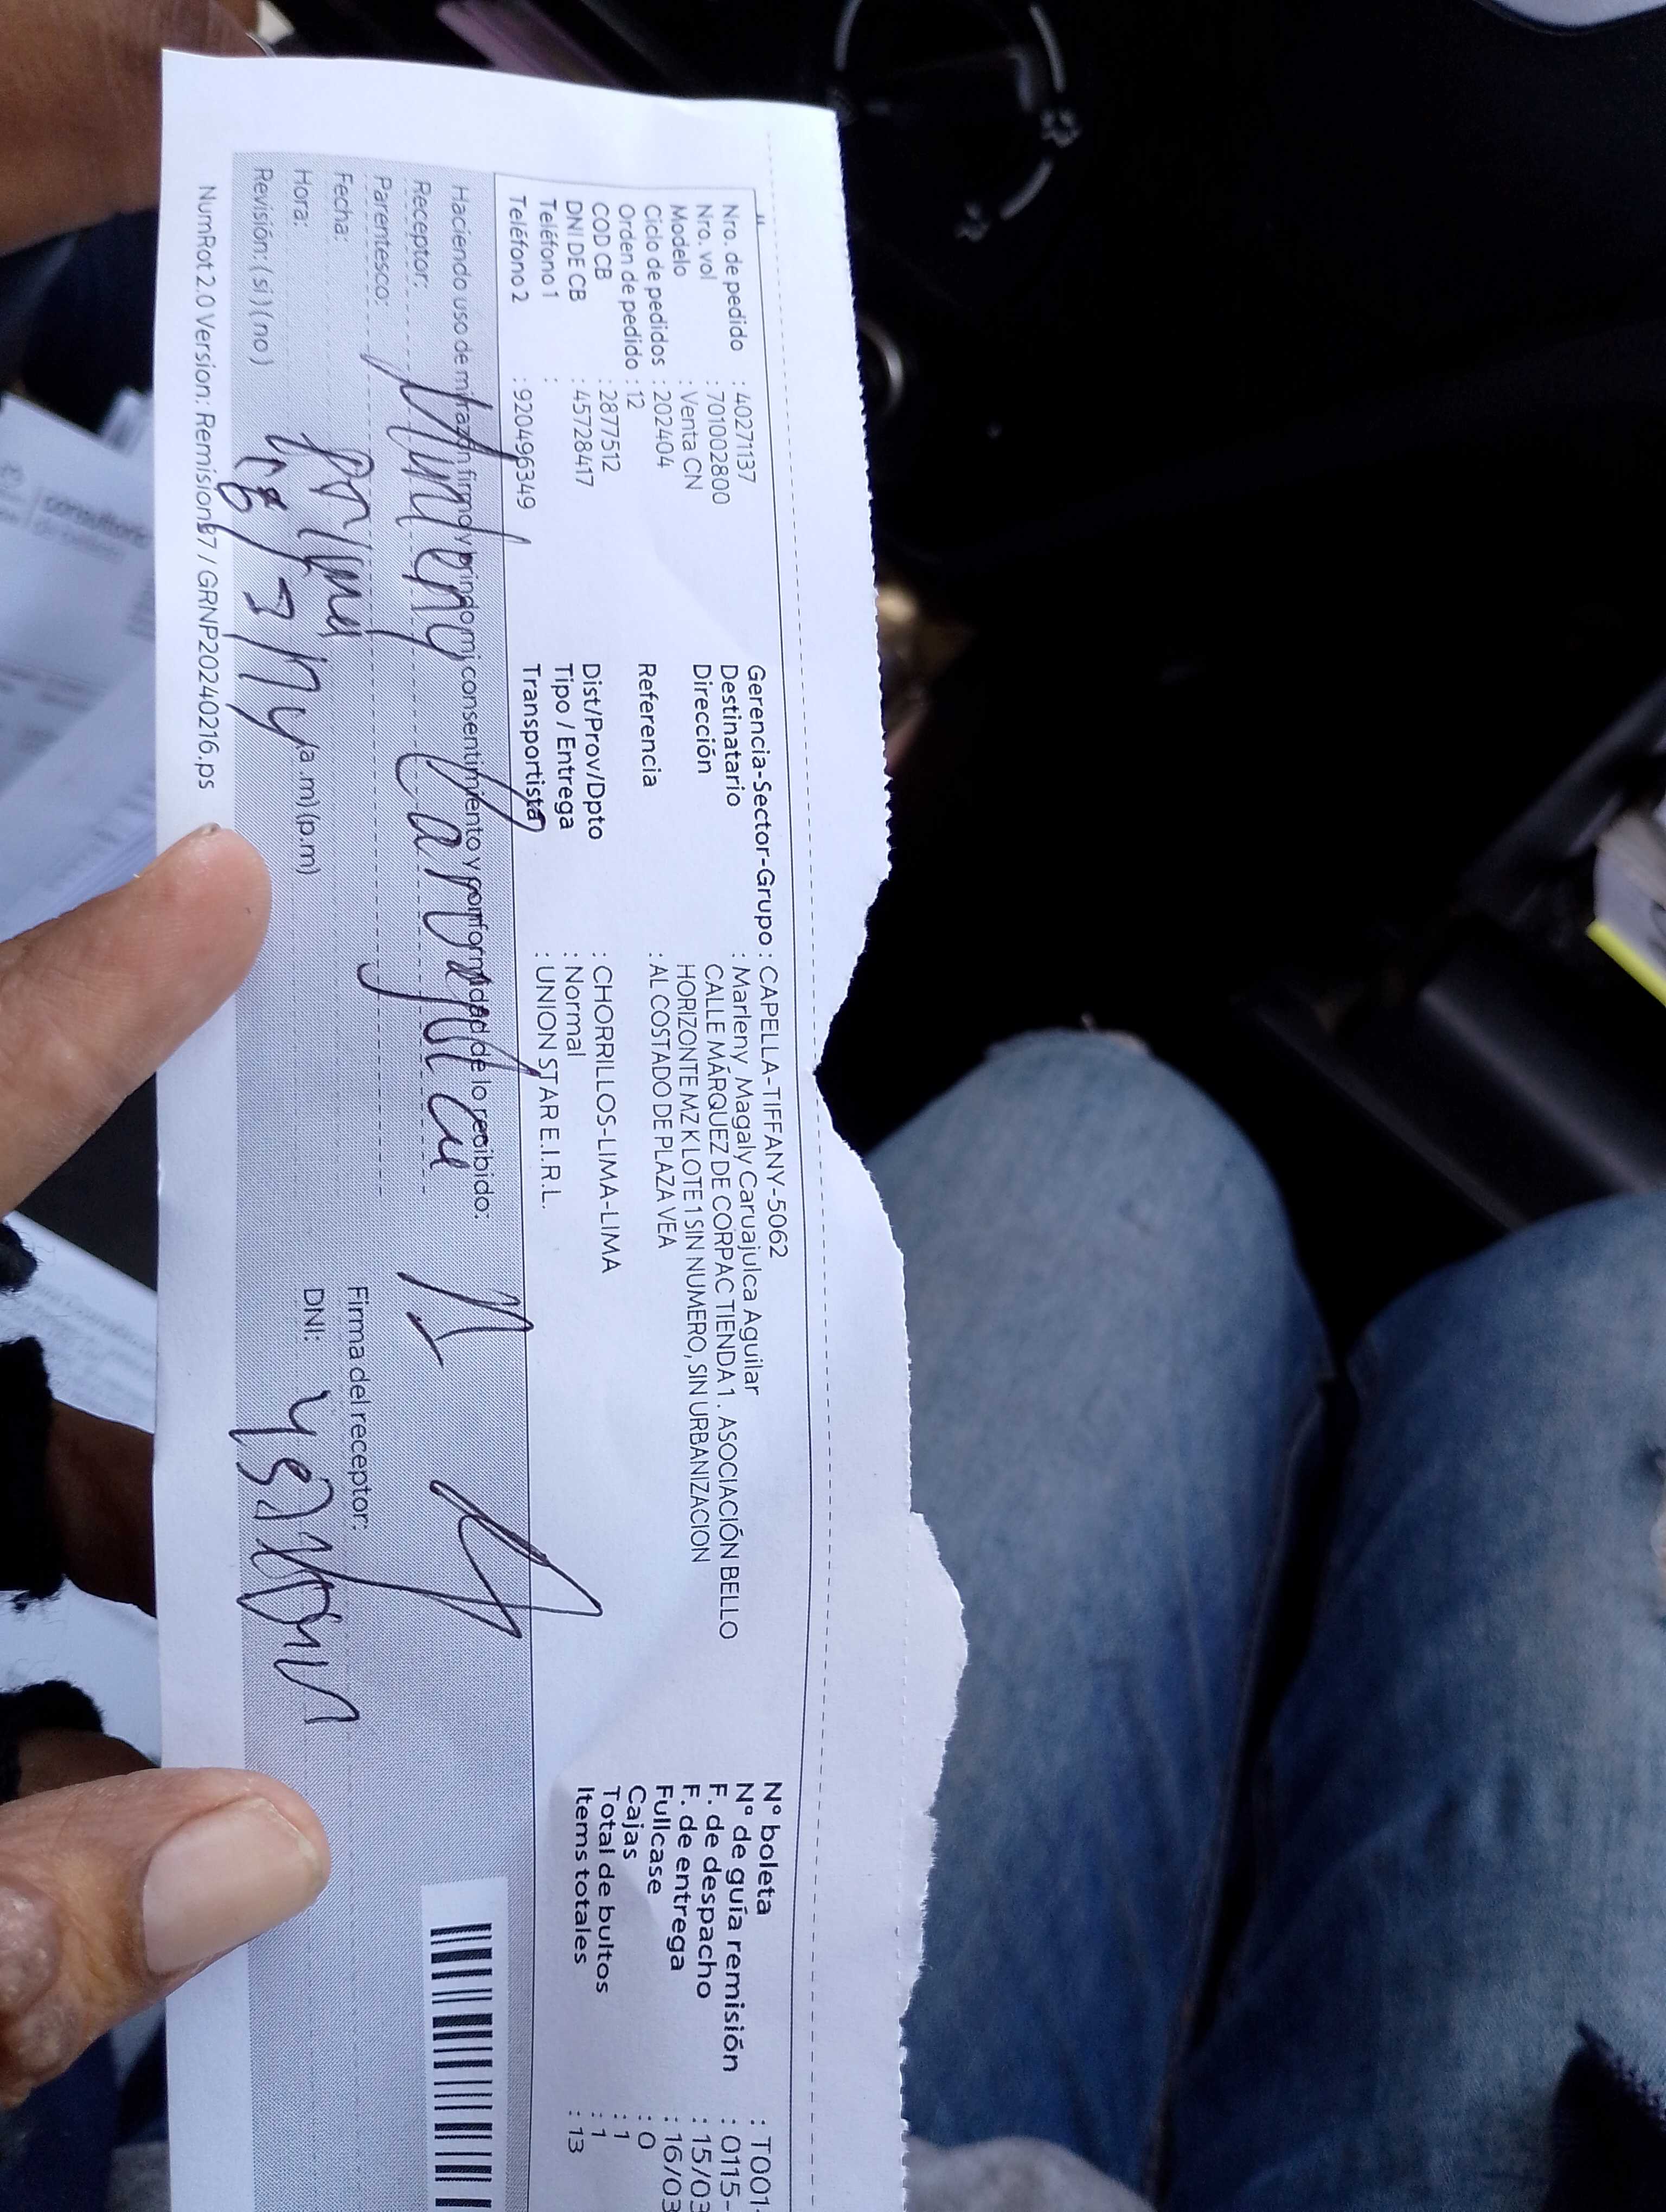 Nro. de pedido : 40271137
Nro. vol : 701002800
Modelo : Venta CN
Ciclo de pedidos : 202404
Orden de pedido : 12
COD CB : 2877512
DNI DE CB : 45728417
Teléfono 1 :
Teléfono 2 : 920496349
Gerencia-Sector-Grupo : CAPELLA-TIFFANY-5062
Destinatario : Marleny Magaly Caruajulca Aguilar
Dirección CALLE MÁRQUEZ DE CORPAC TIENDA 1 . ASOCIACIÓN BELLO
HORIZONTE MZ K LOTE 1 SIN NUMERO, SIN URBANIZACION
Referencia : AL COSTADO DE PLAZA VEA
Dist/Prov/Dpto : CHORRILLOS-LIMA-LIMA
Tipo / Entrega : Normal
Transportista : UNION STAR E.I.R.L.
Nº boleta : T001-
Nº de guía remisión : 0115-
F. de despacho : 15/03
F. de entrega : 16/03
Fullcase : 0
Cajas : 1
Total de bultos : 1
Items totales : 13
Haciendo uso de mi razón firmo y brindo mi consentimiento y conformidad de lo recibido:
Receptor:
Parentesco:
Fecha:
Hora: (a.m)(p.m)
Revisión: (si) (no)
Firma del receptor:
DNI:
NumRot2.0 Version: Remision97 / GRNP20240216.ps